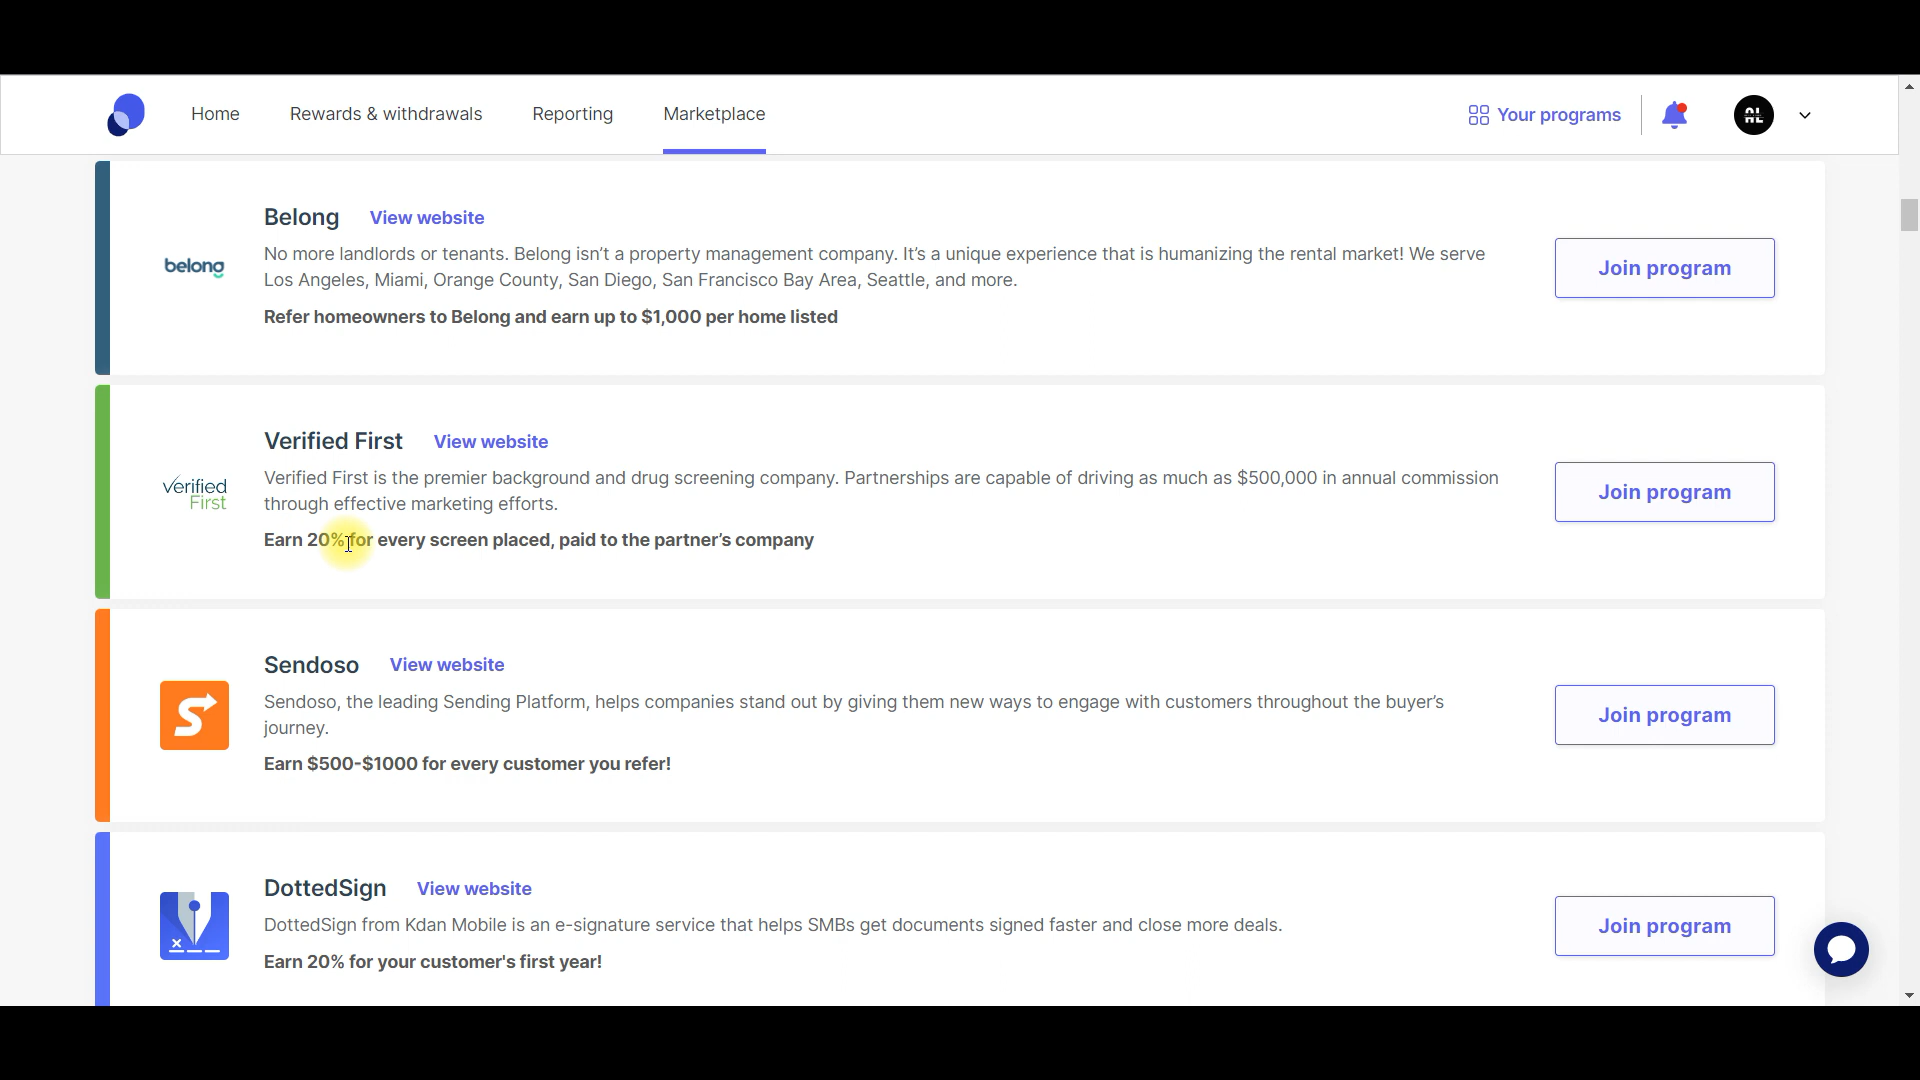 Home Rewards & withdrawals Reporting Marketplace Your programs AL
Belong View website
No more landlords or tenants. Belong isn't a property management company. It's a unique experience that is humanizing the rental market! We serve
Los Angeles, Miami, Orange County, San Diego, San Francisco Bay Area, Seattle, and more.
Refer homeowners to Belong and earn up to $1,000 per home listed
belong
Join program
Verified First View website
Verified First is the premier background and drug screening company. Partnerships are capable of driving as much as $500,000 in annual commission
through effective marketing efforts.
Earn 20% for every screen placed, paid to the partner's company
verified
First
Join program
Sendoso View website
Sendoso, the leading Sending Platform, helps companies stand out by giving them new ways to engage with customers throughout the buyer's
journey.
Earn $500-$1000 for every customer you refer!
S
Join program
DottedSign View website
DottedSign from Kdan Mobile is an e-signature service that helps SMBs get documents signed faster and close more deals.
Earn 20% for your customer's first year!
Join program